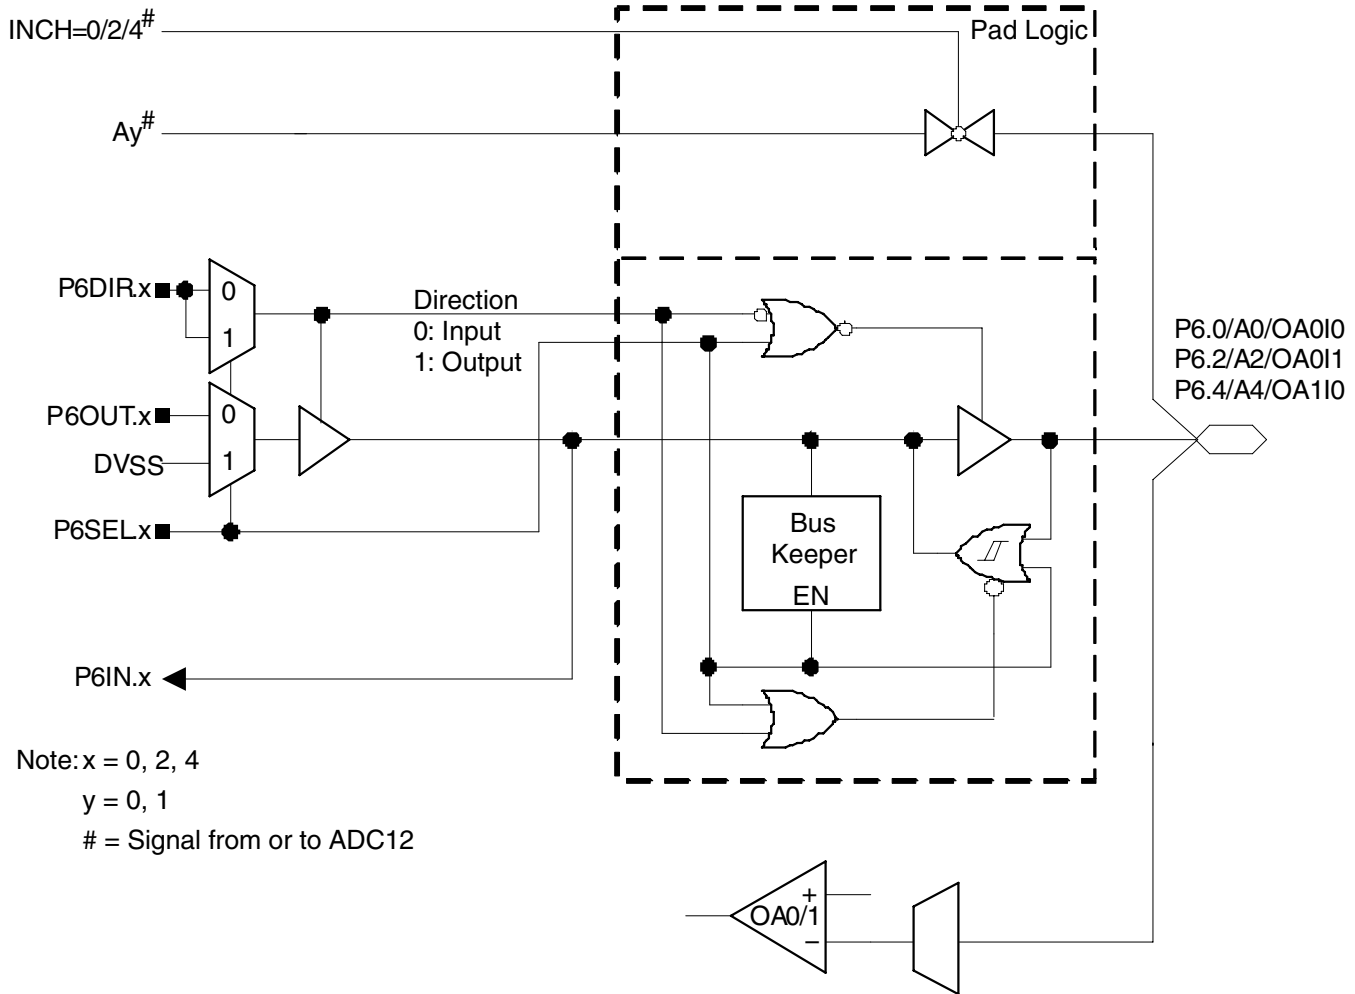 INCH=0/2/4#
Pad Logic
Ay#
P6DIR.x
0
1
Direction
0: Input
1: Output
P6.0/A0/OA0I0
P6.2/A2/OA0I1
P6.4/A4/OA1I0
P6OUT.x
0
DVSS
1
P6SEL.x
Bus
Keeper
EN
P6IN.x
Note: x = 0, 2, 4
y = 0, 1
# = Signal from or to ADC12
+
OA0/1
−